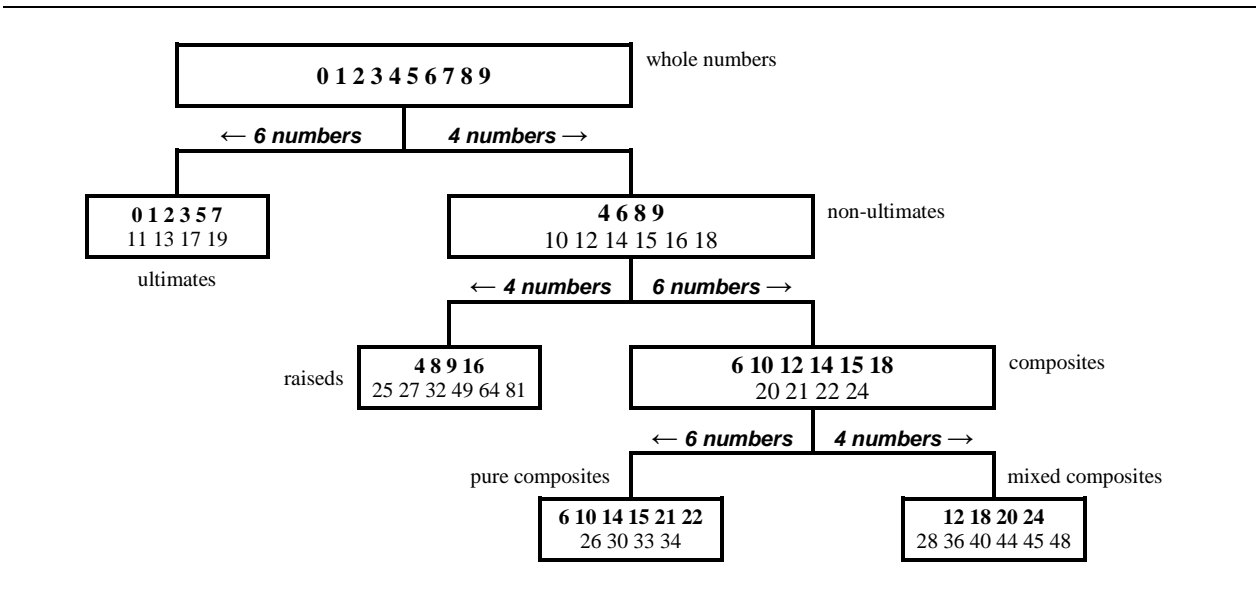 whole numbers
0 1 2 3 4 5 6 7 8 9
← 6 numbers 4 numbers →
0 1 2 3 5 7
11 13 17 19
ultimates
4 6 8 9
10 12 14 15 16 18
non-ultimates
← 4 numbers 6 numbers →
raiseds
4 8 9 16
25 27 32 49 64 81
6 10 12 14 15 18
20 21 22 24
composites
← 6 numbers 4 numbers →
pure composites
mixed composites
6 10 14 15 21 22
26 30 33 34
12 18 20 24
28 36 40 44 45 48